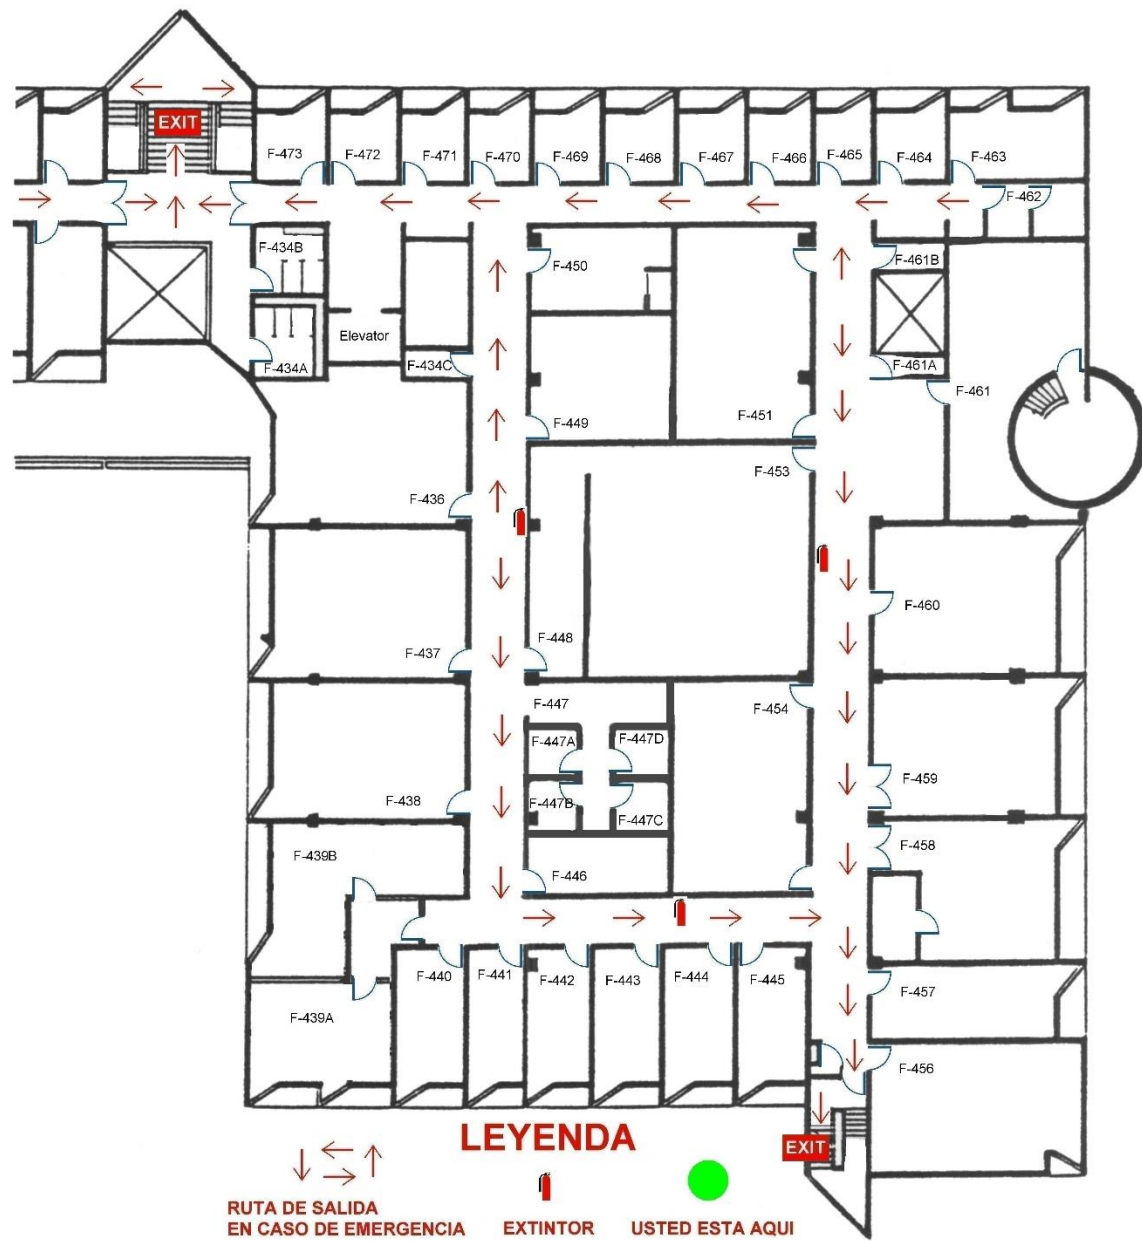 EXIT
F-473
F-472
F-471
F-470
F-469
F-468
F-467
F-466
F-465
F-464
F-463
F-462
F-434B
F-450
F-461B
Elevator
F-434A
F-434C
F-461A
F-461
F-449
F-451
F-453
F-436
F-460
F-437
F-448
F-447
F-454
F-447A
F-447D
F-459
F-438
F-447B
F-447C
F-458
F-439B
F-446
F-440
F-441
F-442
F-443
F-444
F-445
F-457
F-439A
F-456
EXIT
LEYENDA
RUTA DE SALIDA
EN CASO DE EMERGENCIA
EXTINTOR
USTED ESTA AQUI